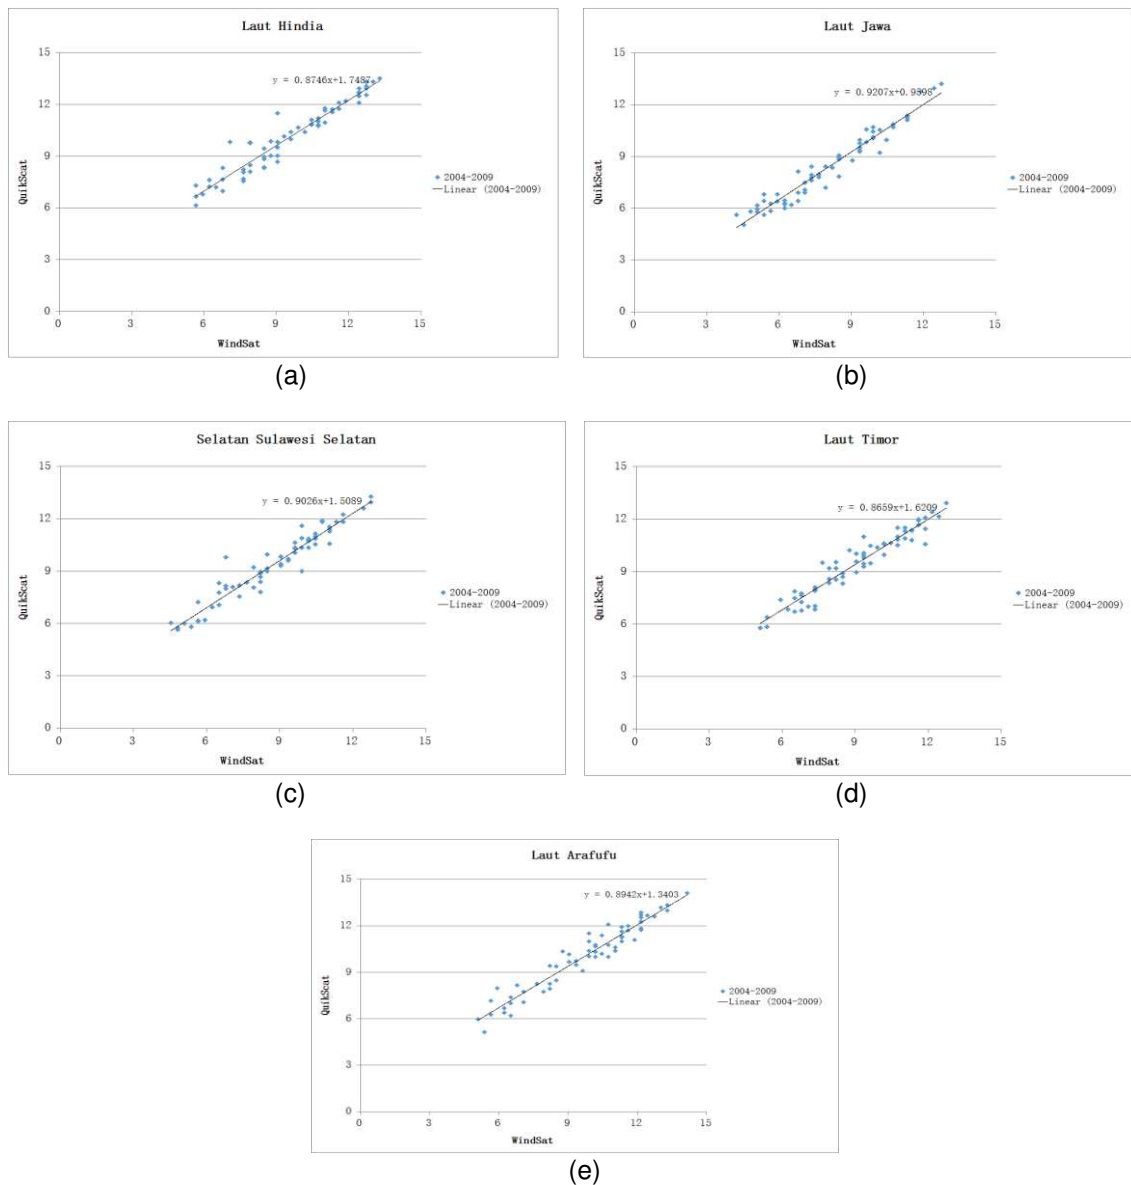 Laut Hindia
15
y = 0.8746x+1.7487
12
9
6
3
0
0 3 6 9 12 15
QuikScat
WindSat
2004-2009
Linear (2004-2009)
(a)
Laut Jawa
15
12
9
6
3
0
0 3 6 9 12 15
QuikScat
WindSat
2004-2009
Linear (2004-2009)
(b)
Selatan Sulawesi Selatan
15
y = 0.9026x+1.5089
12
9
6
3
0
0 3 6 9 12 15
QuikScat
WindSat
2004-2009
Linear (2004-2009)
(c)
Laut Timor
15
y = 0.8659x+1.6209
12
9
6
3
0
0 3 6 9 12 15
QuikScat
WindSat
2004-2009
Linear (2004-2009)
(d)
Laut Arafufu
15
y = 0.8942x+1.3403
12
9
6
3
0
0 3 6 9 12 15
QuikScat
WindSat
2004-2009
Linear (2004-2009)
(e)